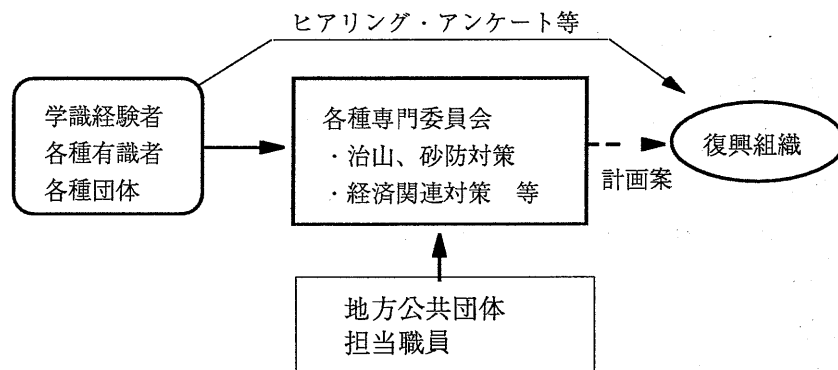 ヒアリング・アンケート等
学識経験者
各種有識者
各種団体
各種専門委員会
・治山、砂防対策
・経済関連対策　等
計画案
復興組織
地方公共団体
担当職員